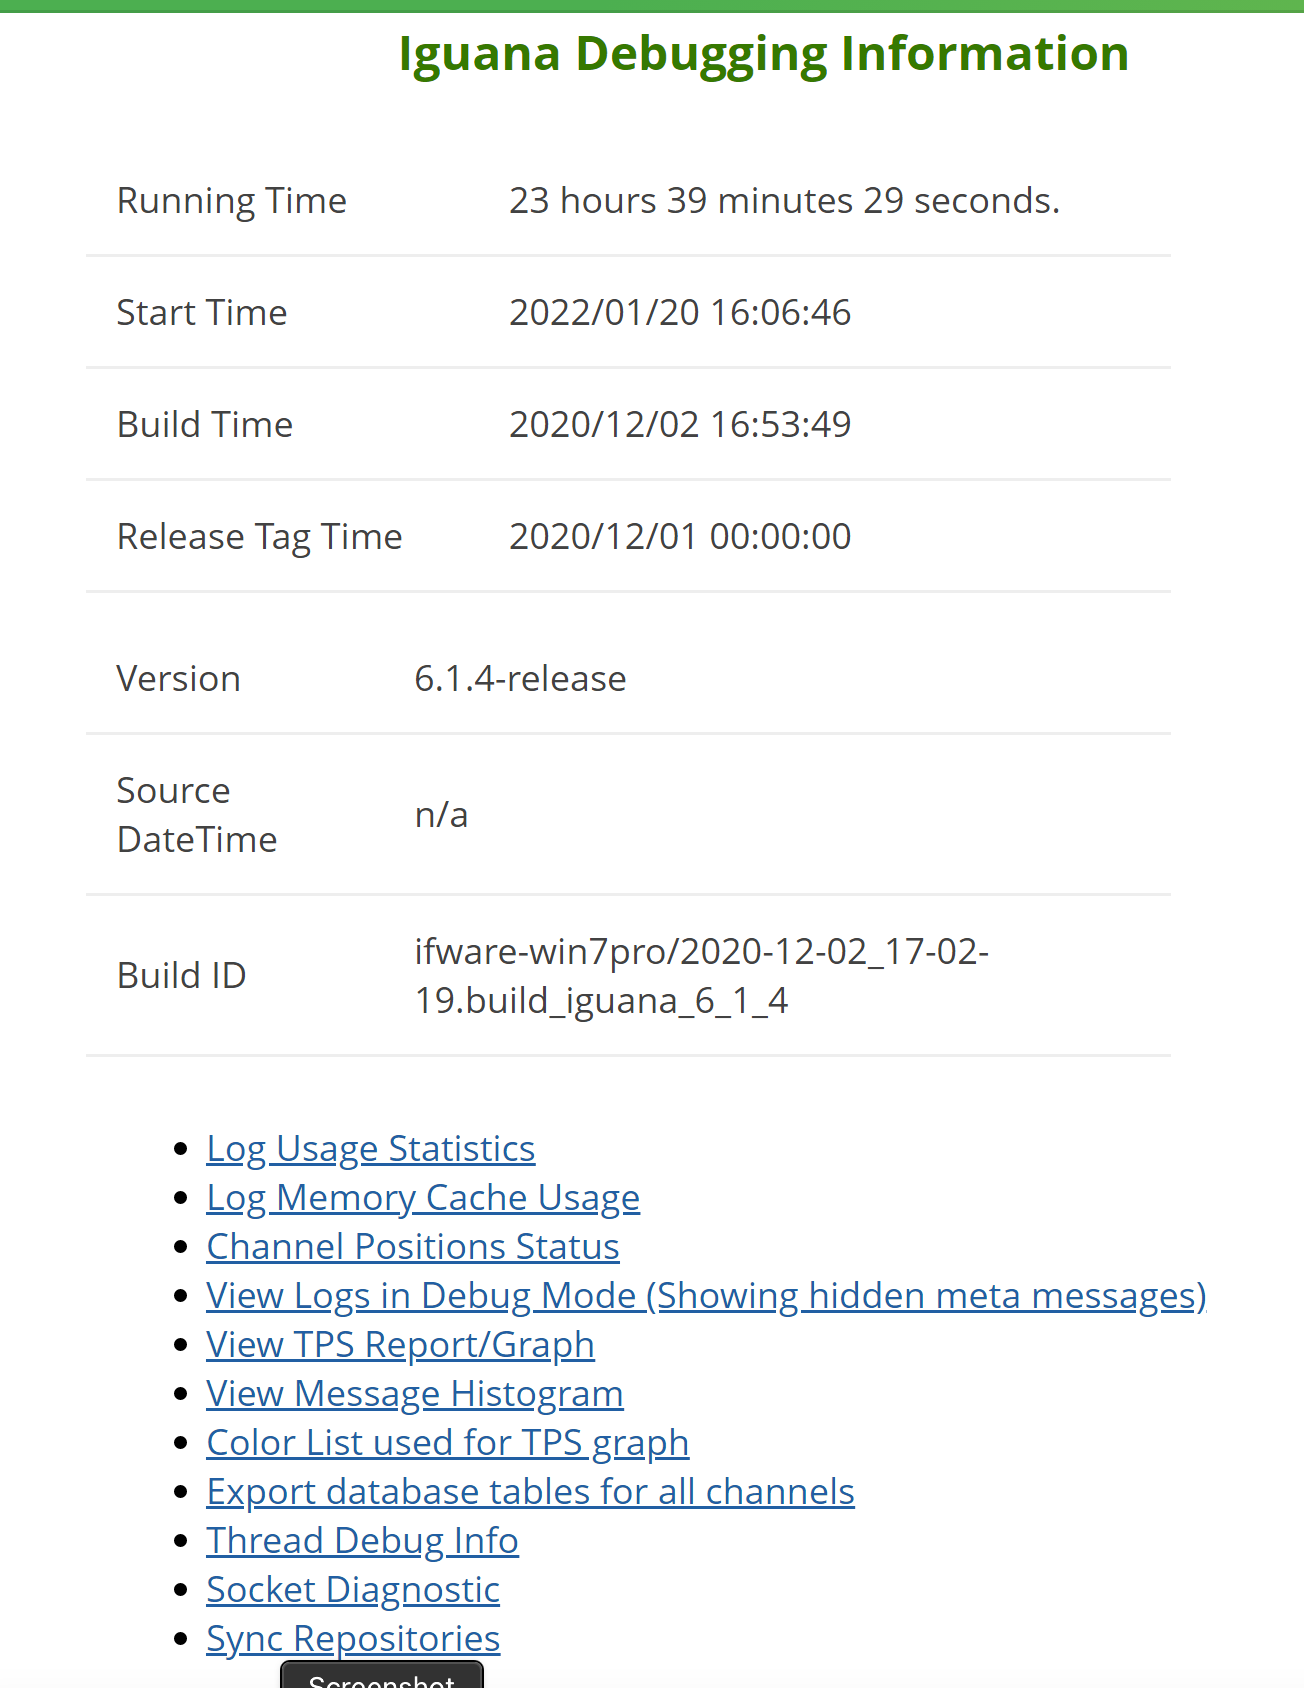 Iguana Debugging Information
Running Time 23 hours 39 minutes 29 seconds.
Start Time 2022/01/20 16:06:46
Build Time 2020/12/02 16:53:49
Release Tag Time 2020/12/01 00:00:00
Version 6.1.4-release
Source
DateTime
n/a
Build ID
ifware-win7pro/2020-12-02_17-02-
19.build_iguana_6_1_4
Log Usage Statistics
Log Memory Cache Usage
Channel Positions Status
View Logs in Debug Mode (Showing hidden meta messages)
View TPS Report/Graph
View Message Histogram
Color List used for TPS graph
Export database tables for all channels
Thread Debug Info
Socket Diagnostic
Sync Repositories
Screenshot